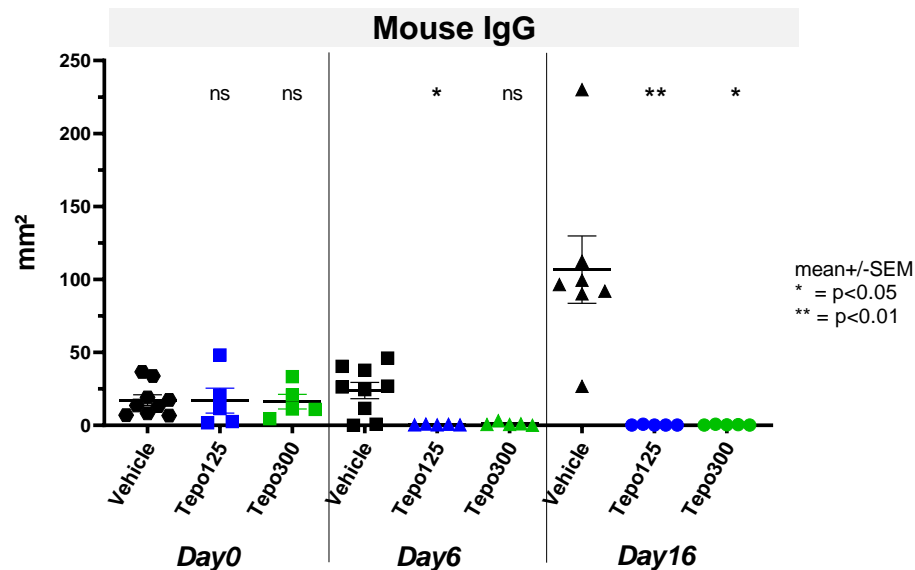 Mouse IgG
250
200
150
100
50
0
mm²
ns
ns
*
ns
**
*
mean+/-SEM
* = p<0.05
** = p<0.01
Vehicle
Tepo125
Tepo300
Vehicle
Tepo125
Tepo300
Vehicle
Tepo125
Tepo300
Day0
Day6
Day16